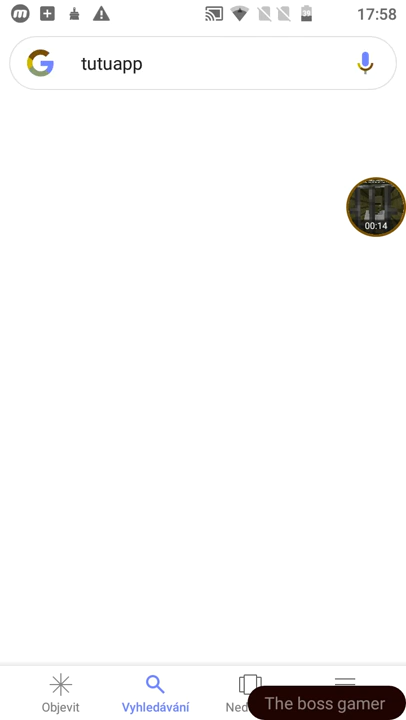 17:58
tutuapp
00:14
Objevit
Vyhledávání
The boss gamer